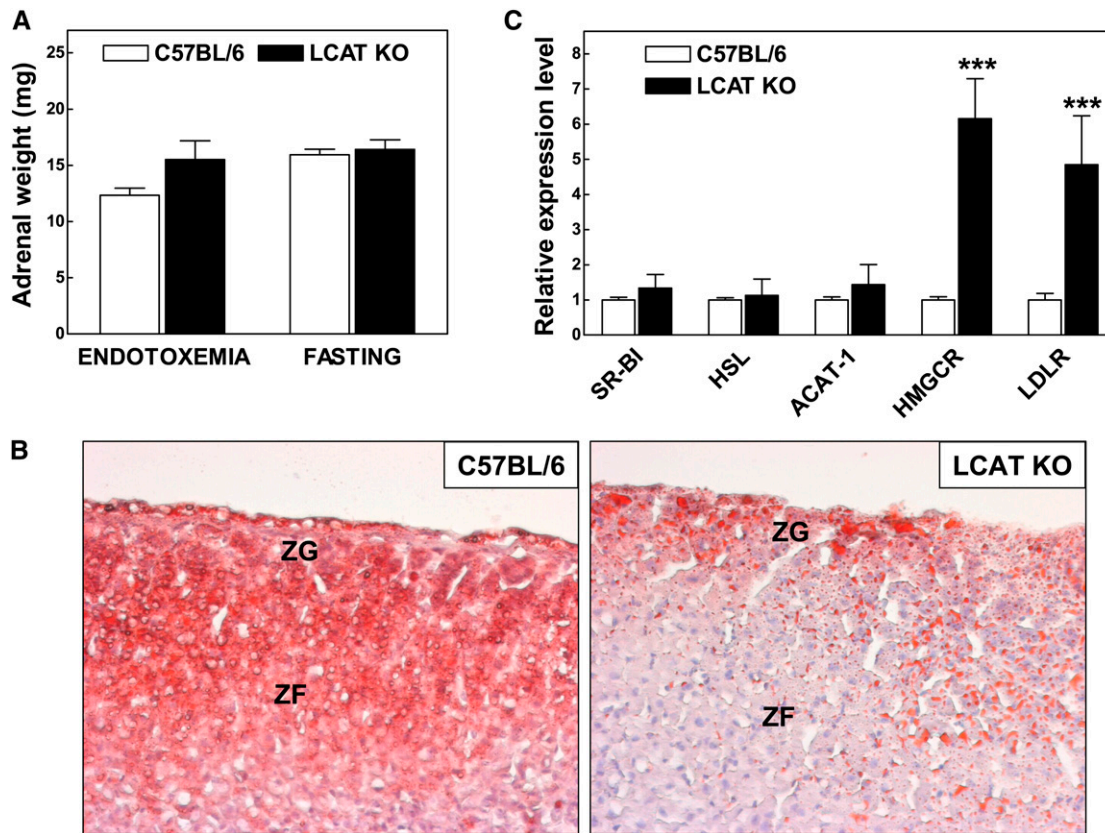 A
Adrenal weight (mg)
25
20
15
10
5
0
C57BL/6
LCAT KO
ENDOTOXEMIA
FASTING
C
Relative expression level
8
7
6
5
4
3
2
1
0
C57BL/6
LCAT KO
***
***
SR-BI
HSL
ACAT-1
HMGCR
LDLR
B
C57BL/6
ZG
ZF
LCAT KO
ZG
ZF